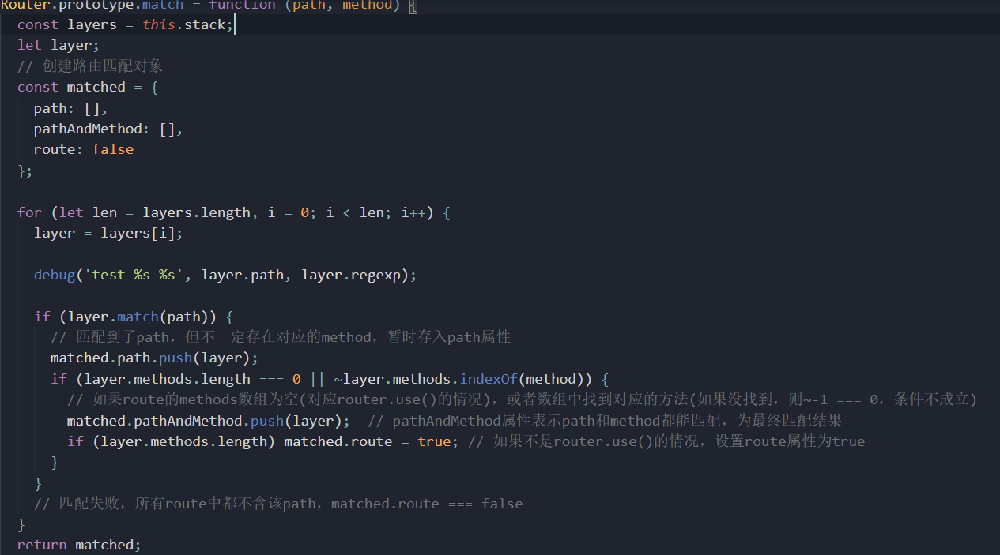 Router.prototype.match = function (path, method) {
const layers = this.stack;
let layer;
// 创建路由匹配对象
const matched = {
path: [],
pathAndMethod: [],
route: false
};
for (let len = layers.length, i = 0; i < len; i++) {
layer = layers[i];
debug('test %s %s', layer.path, layer.regexp);
if (layer.match(path)) {
// 匹配到了path，但不一定存在对应的method，暂时存入path属性
matched.path.push(layer);
if (layer.methods.length === 0 || ~layer.methods.indexOf(method)) {
// 如果route的methods数组为空(对应router.use()的情况)，或者数组中找到对应的方法(如果没找到，则~-1 === 0，条件不成立)
matched.pathAndMethod.push(layer);  // pathAndMethod属性表示path和method都能匹配，为最终匹配结果
if (layer.methods.length) matched.route = true; // 如果不是router.use()的情况，设置route属性为true
}
}
// 匹配失败，所有route中都不含该path，matched.route === false
}
return matched;